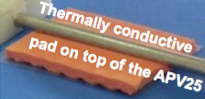 Thermally conductive
pad on top of the APV25